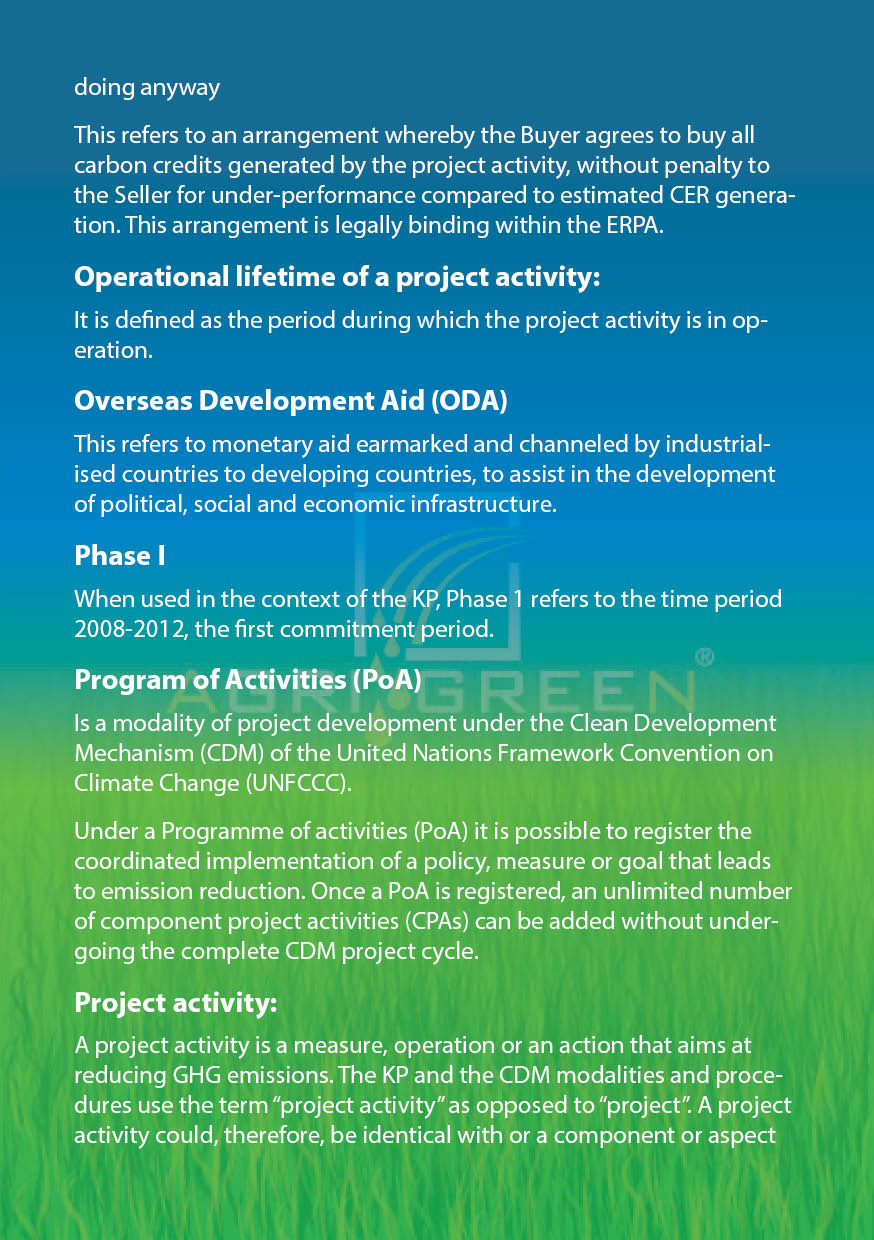 doing anyway
This refers to an arrangement whereby the Buyer agrees to buy all
carbon credits generated by the project activity, without penalty to
the Seller for under-performance compared to estimated CER genera-
tion. This arrangement is legally binding within the ERPA.
Operational lifetime of a project activity:
It is defined as the period during which the project activity is in op-
eration.
Overseas Development Aid (ODA)
This refers to monetary aid earmarked and channeled by industrial-
ised countries to developing countries, to assist in the development
of political, social and economic infrastructure.
Phase I
When used in the context of the KP, Phase 1 refers to the time period
2008-2012, the first commitment period.
Program of Activities (PoA)
AGRI GREEN®
Is a modality of project development under the Clean Development
Mechanism (CDM) of the United Nations Framework Convention on
Climate Change (UNFCCC).
Under a Programme of activities (PoA) it is possible to register the
coordinated implementation of a policy, measure or goal that leads
to emission reduction. Once a PoA is registered, an unlimited number
of component project activities (CPAs) can be added without under-
going the complete CDM project cycle.
Project activity:
A project activity is a measure, operation or an action that aims at
reducing GHG emissions. The KP and the CDM modalities and proce-
dures use the term “project activity” as opposed to “project”. A project
activity could, therefore, be identical with or a component or aspect